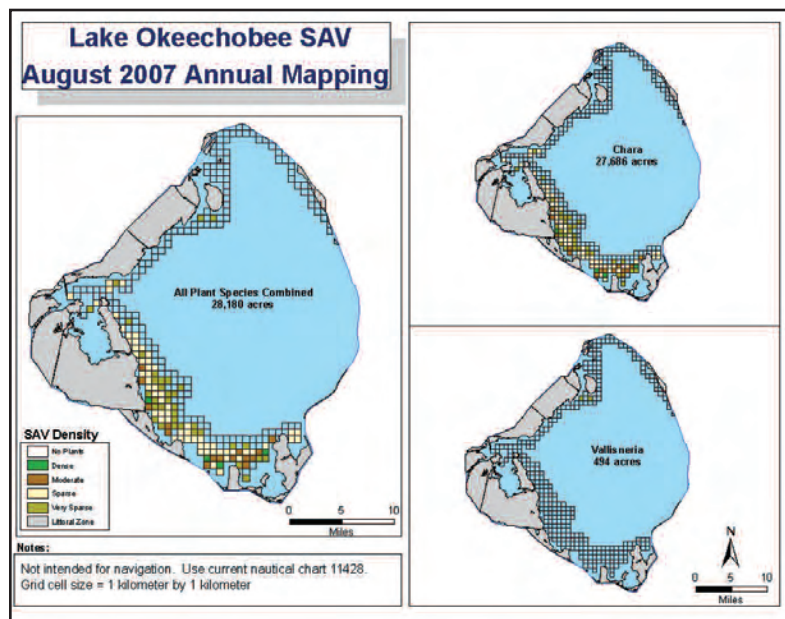 Lake Okeechobee SAV
August 2007 Annual Mapping
All Plant Species Combined
28,180 acres
SAV Density
No Plants
Dense
Moderate
Sparse
Very Sparse
Littoral Zone
0 5 10
Miles
Notes:
Not intended for navigation. Use current nautical chart 11428.
Grid cell size = 1 kilometer by 1 kilometer
Chara
27,686 acres
Vallisneria
494 acres
N
0 5 10
Miles